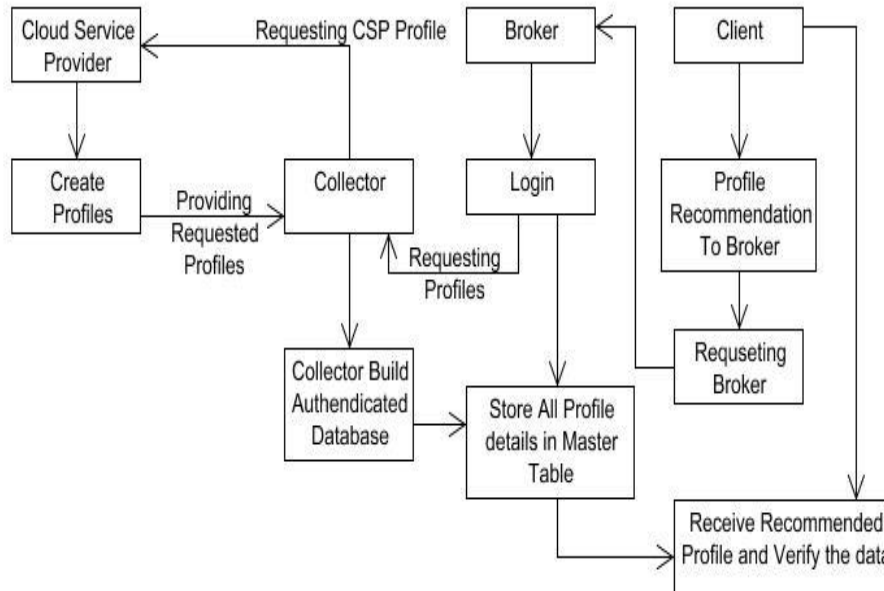 Cloud Service
Provider
Requesting CSP Profile
Broker
Client
Create
Profiles
Providing
Requested
Profiles
Collector
Login
Requesting
Profiles
Profile
Recommendation
To Broker
Collector Build
Authendicated
Database
Store All Profile
details in Master
Table
Requseting
Broker
Receive Recommended
Profile and Verify the data